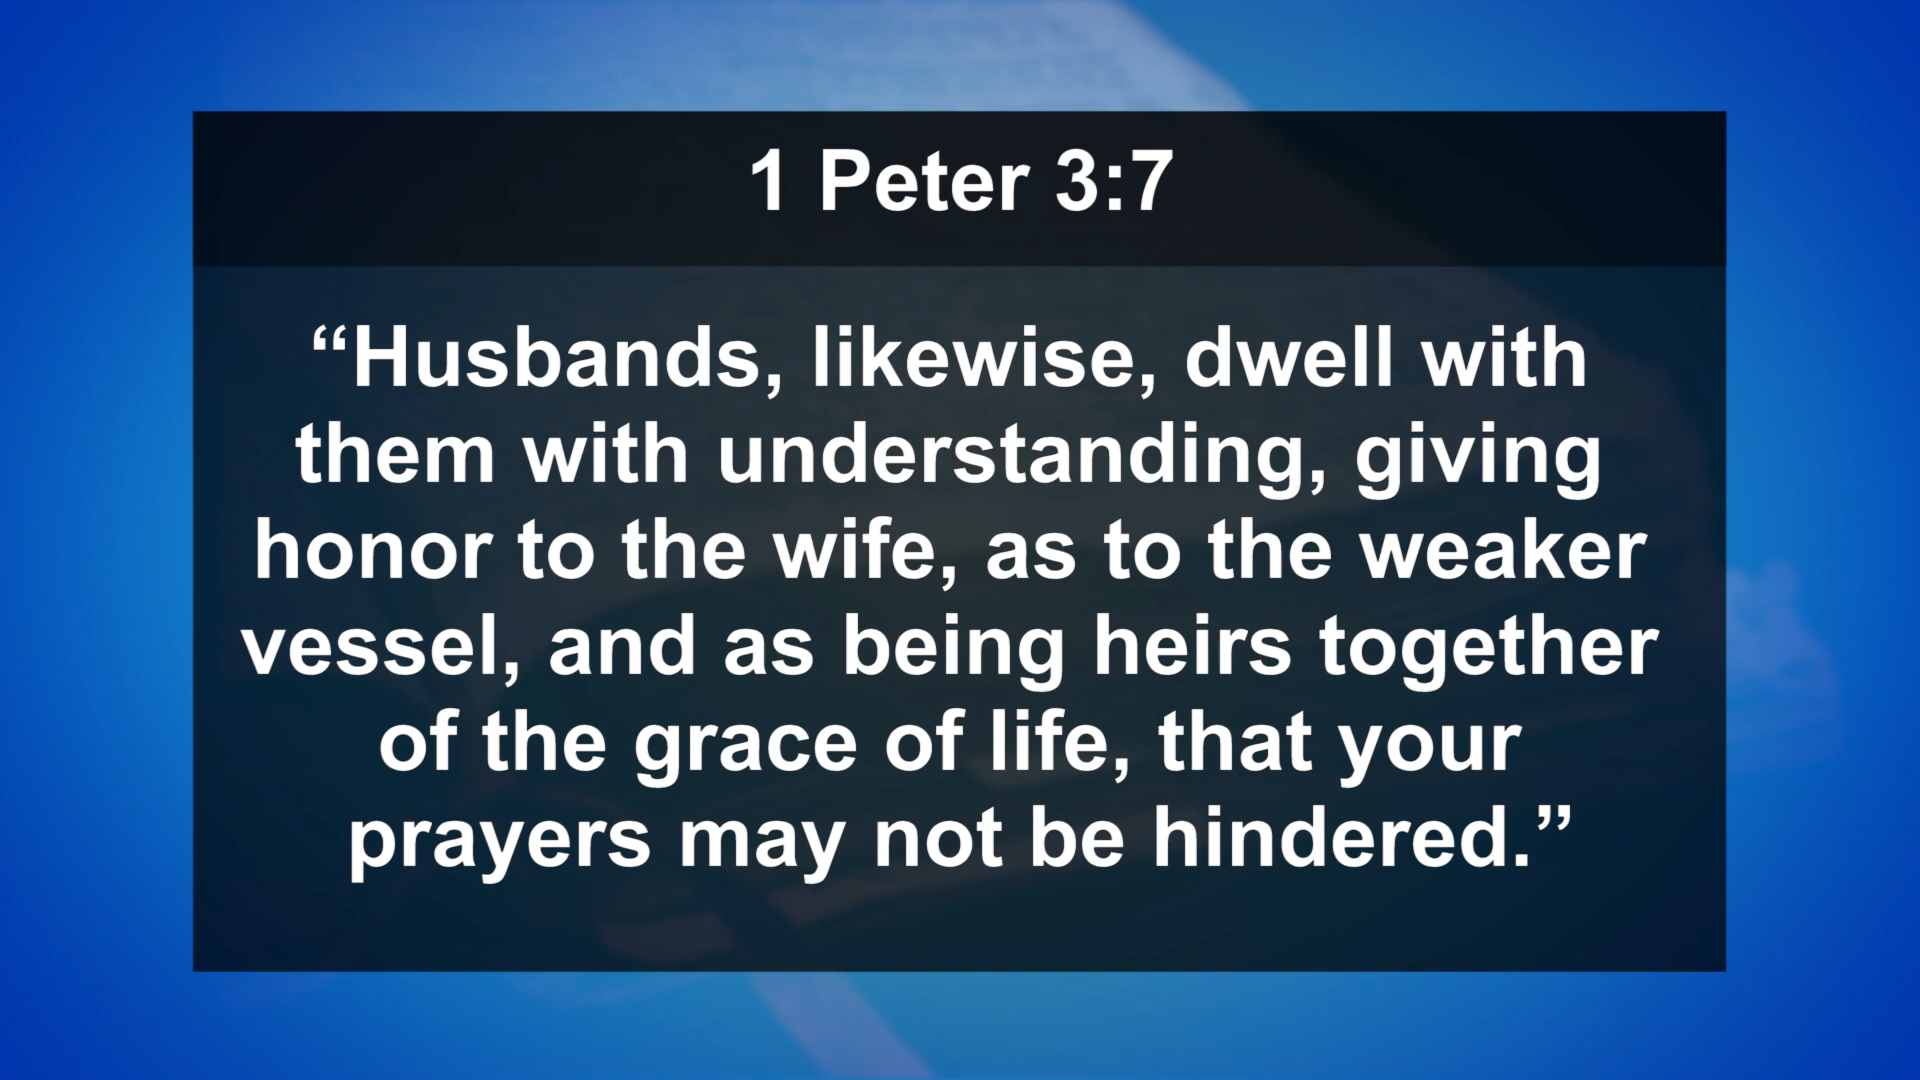 1 Peter 3:7
“Husbands, likewise, dwell with
them with understanding, giving
honor to the wife, as to the weaker
vessel, and as being heirs together
of the grace of life, that your
prayers may not be hindered.”